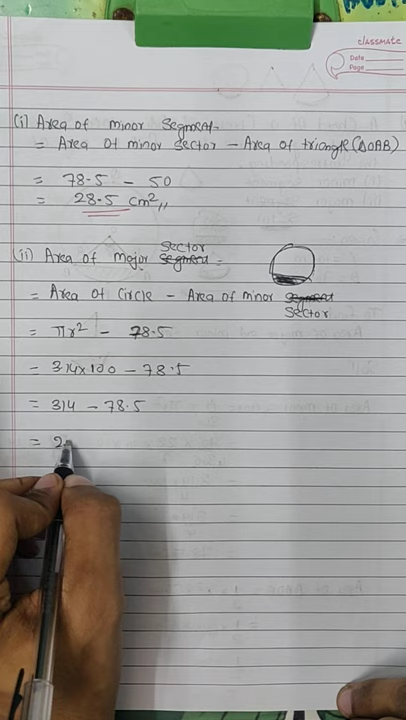 classmate
Date
Page
(i) Area of minor segment-
= Area of minor sector - Area of triangle (ΔOAB)
= 78.5 - 50
= 28.5 cm²,,
(ii) Area of major sector =
= Area of circle - Area of minor sector
= πr² - 78.5
= 3.14×100 - 78.5
= 314 - 78.5
= 2